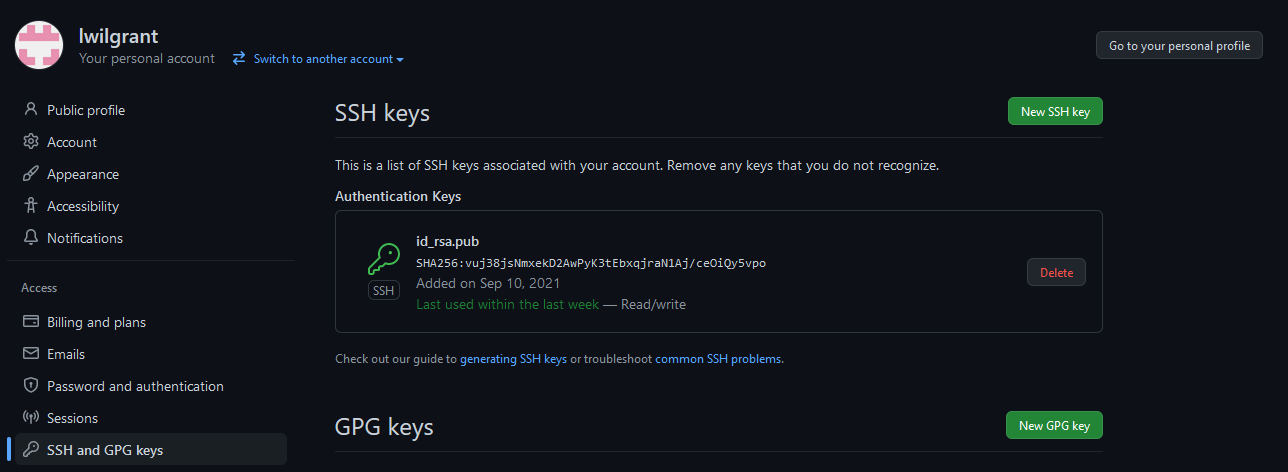 lwilgrant
Your personal account
Switch to another account
Go to your personal profile
Public profile
Account
Appearance
Accessibility
Notifications
Access
Billing and plans
Emails
Password and authentication
Sessions
SSH and GPG keys
SSH keys
New SSH key
This is a list of SSH keys associated with your account. Remove any keys that you do not recognize.
Authentication Keys
id_rsa.pub
SHA256:vuj38jsNmxekD2AwPyK3tEbxqjraN1Aj/ceOiQy5vpo
SSH
Added on Sep 10, 2021
Last used within the last week — Read/write
Delete
Check out our guide to generating SSH keys or troubleshoot common SSH problems.
GPG keys
New GPG key